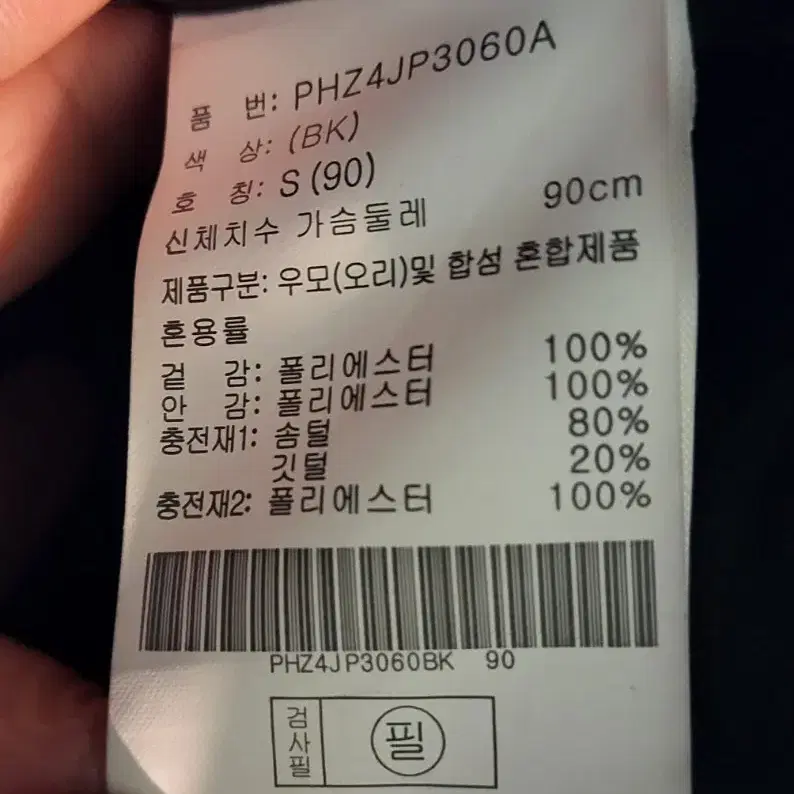 품 번: PHZ4JP3060A
색 상: (BK)
호 칭: S (90)
신체치수 가슴둘레 90cm
제품구분: 우모(오리)및 합성 혼합제품
혼용률
겉 감: 폴리에스터 100%
안 감: 폴리에스터 100%
충전재1: 솜털 80%
깃털 20%
충전재2: 폴리에스터 100%
PHZ4JP3060BK 90
검사필 필